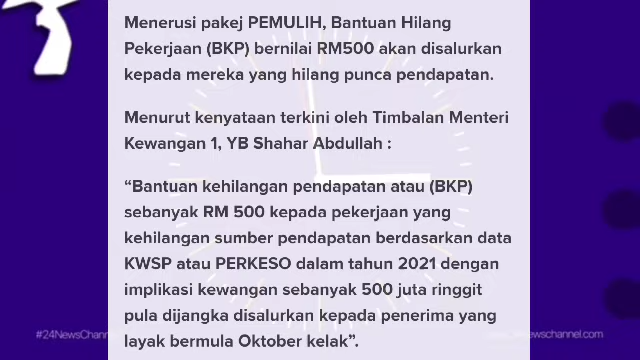 Menerusi pakej PEMULIH, Bantuan Hilang
Pekerjaan (BKP) bernilai RM500 akan disalurkan
kepada mereka yang hilang punca pendapatan.
Menurut kenyataan terkini oleh Timbalan Menteri
Kewangan 1, YB Shahar Abdullah :
“Bantuan kehilangan pendapatan atau (BKP)
sebanyak RM 500 kepada pekerjaan yang
kehilangan sumber pendapatan berdasarkan data
KWSP atau PERKESO dalam tahun 2021 dengan
implikasi kewangan sebanyak 500 juta ringgit
pula dijangka disalurkan kepada penerima yang
layak bermula Oktober kelak”.